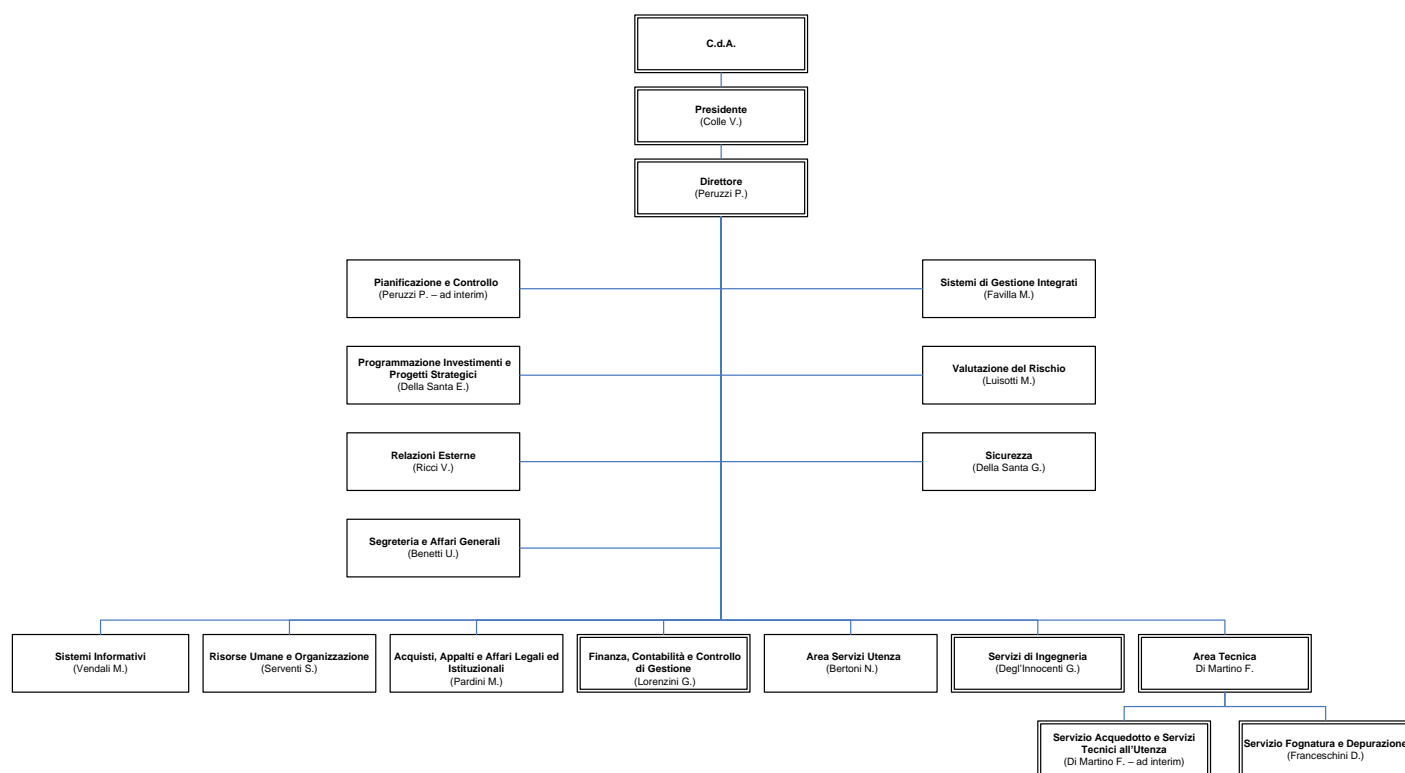 C.d.A.
Presidente
(Colle V.)
Direttore
(Peruzzi P.)
Pianificazione e Controllo
(Peruzzi P. – ad interim)
Sistemi di Gestione Integrati
(Favilla M.)
Programmazione Investimenti e
Progetti Strategici
(Della Santa E.)
Valutazione del Rischio
(Luisotti M.)
Relazioni Esterne
(Ricci V.)
Sicurezza
(Della Santa G.)
Segreteria e Affari Generali
(Benetti U.)
Sistemi Informativi
(Vendali M.)
Risorse Umane e Organizzazione
(Serventi S.)
Acquisti, Appalti e Affari Legali ed
Istituzionali
(Pardini M.)
Finanza, Contabilità e Controllo
di Gestione
(Lorenzini G.)
Area Servizi Utenza
(Bertoni N.)
Servizi di Ingegneria
(Degl'Innocenti G.)
Area Tecnica
Di Martino F.
Servizio Acquedotto e Servizi
Tecnici all'Utenza
(Di Martino F. – ad interim)
Servizio Fognatura e Depurazione
(Franceschini D.)